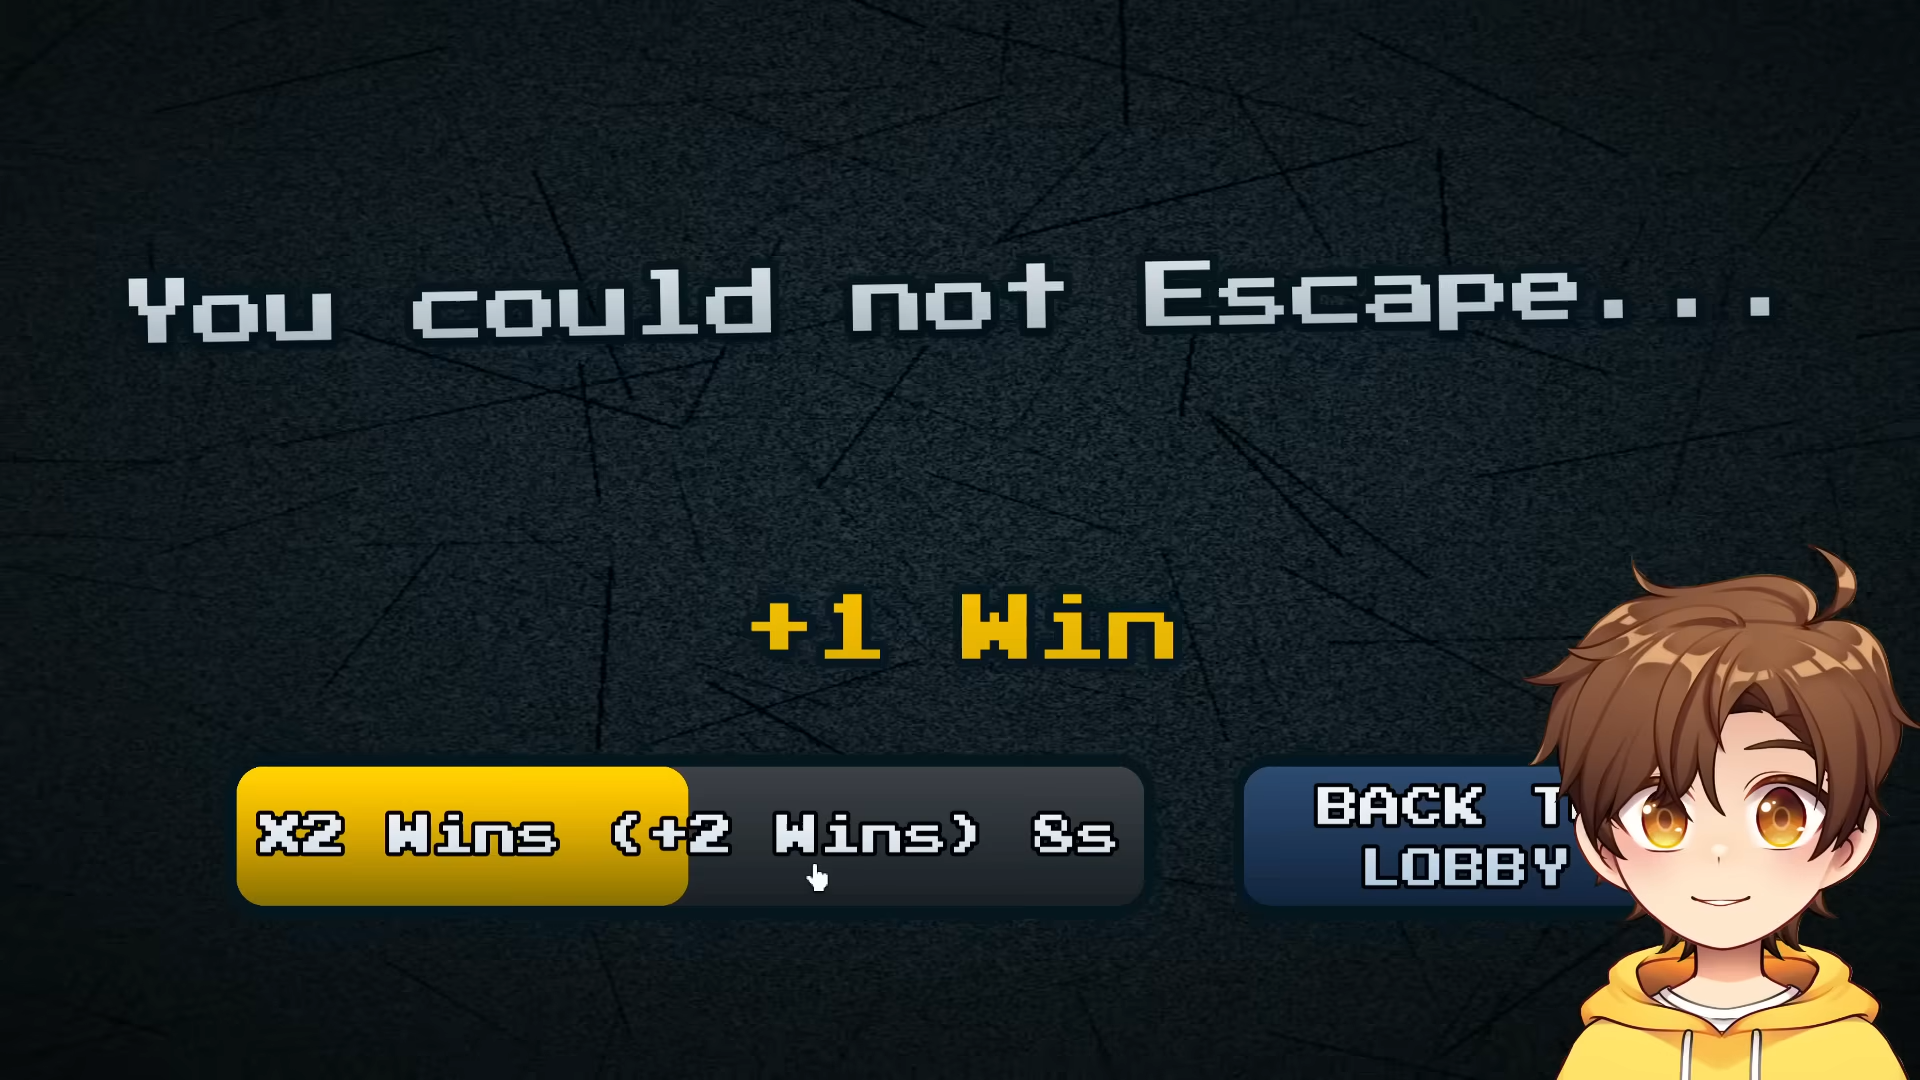 You could not Escape...
+1 Win
X2 Wins (+2 Wins) 8s
BACK
LOBBY